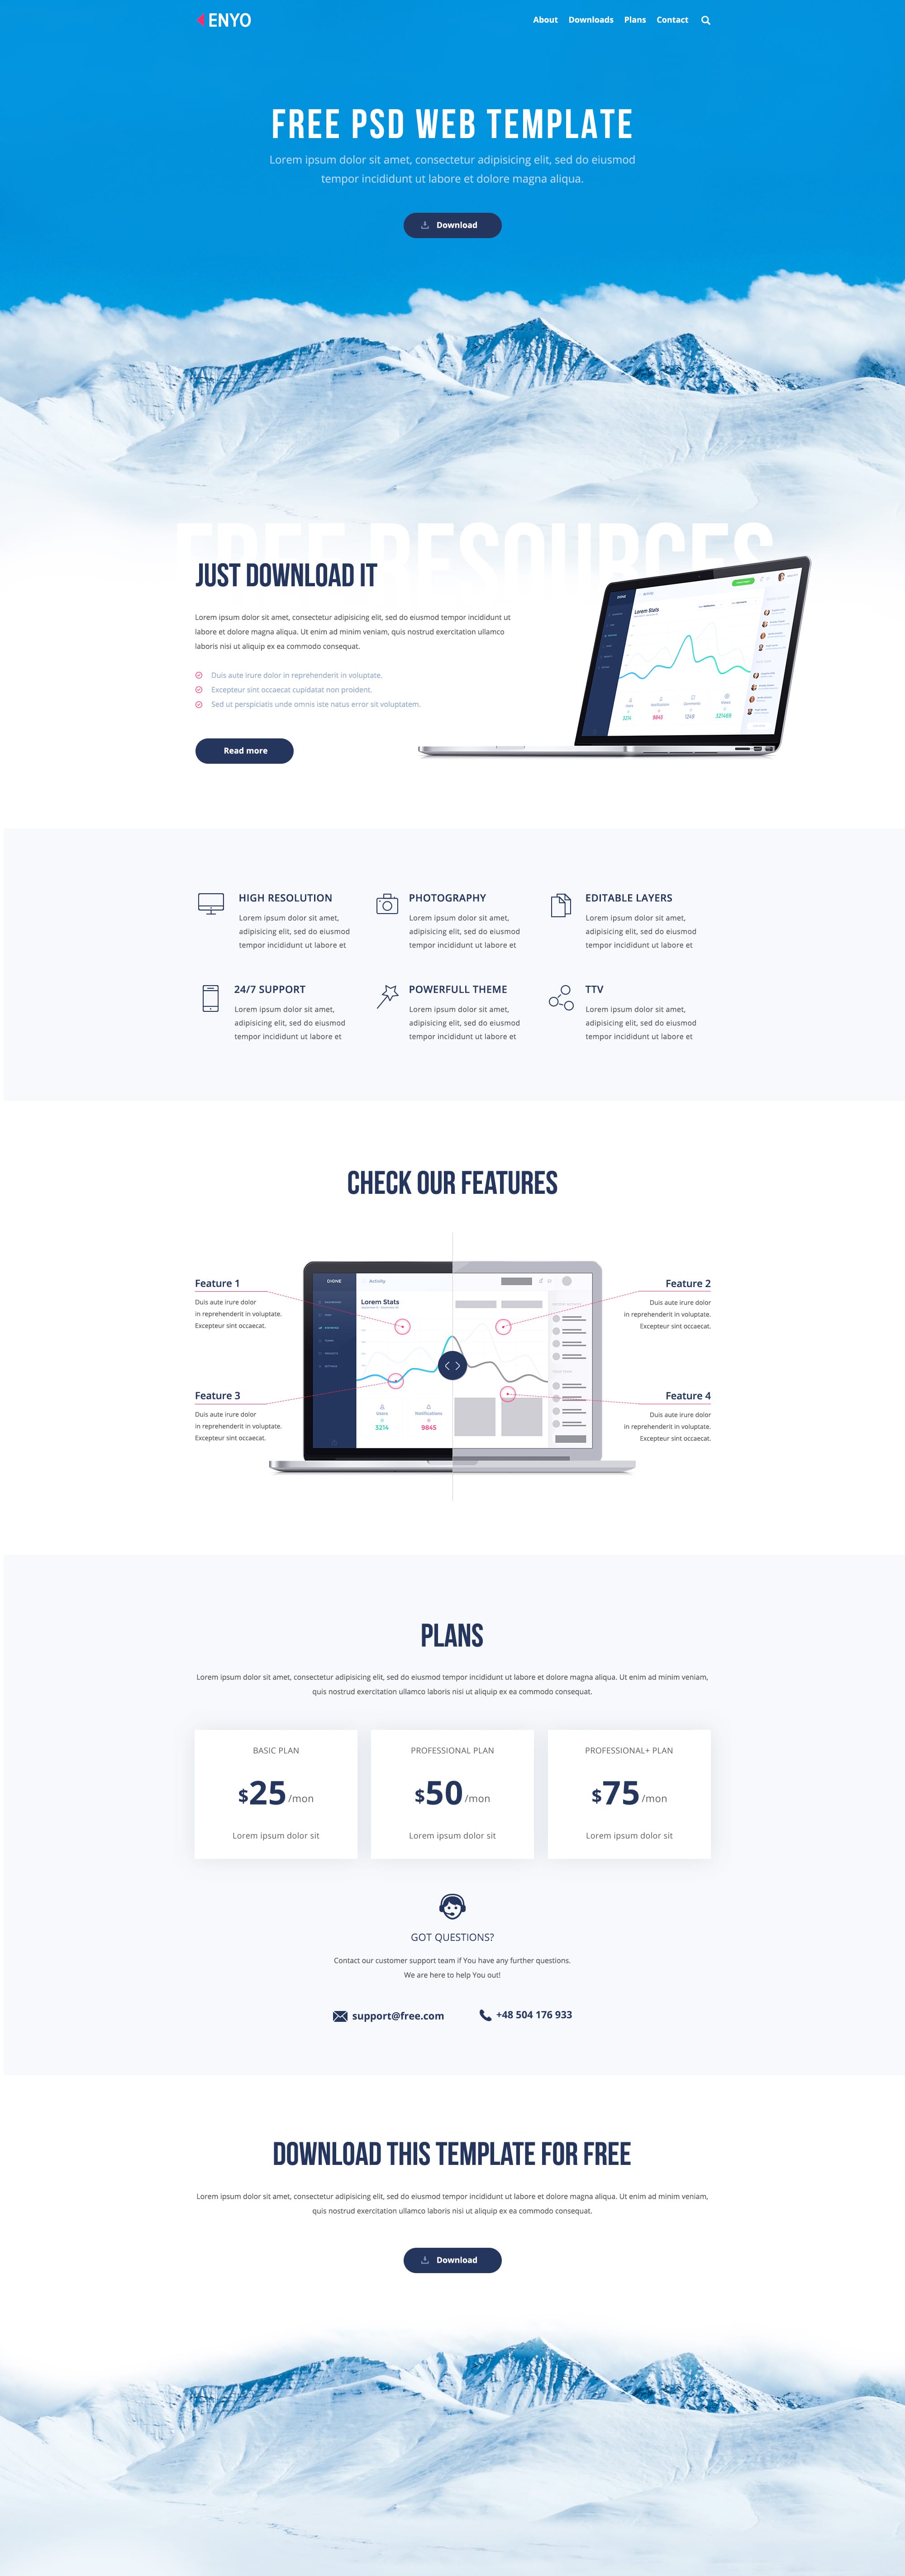 ENYO
About Downloads Plans Contact
FREE PSD WEB TEMPLATE
Lorem ipsum dolor sit amet, consectetur adipisicing elit, sed do eiusmod
tempor incididunt ut labore et dolore magna aliqua.
Download
FREE RESOURCES
JUST DOWNLOAD IT
Lorem ipsum dolor sit amet, consectetur adipisicing elit, sed do eiusmod tempor incididunt ut
labore et dolore magna aliqua. Ut enim ad minim veniam, quis nostrud exercitation ullamco
laboris nisi ut aliquip ex ea commodo consequat.
Duis aute irure dolor in reprehenderit in voluptate.
Excepteur sint occaecat cupidatat non proident.
Sed ut perspiciatis unde omnis iste natus error sit voluptatem.
Read more
DIONE
Activity
Lorem Stats
Users
Notifications
Comments
Views
3214
9845
1249
321469
HIGH RESOLUTION
Lorem ipsum dolor sit amet,
adipisicing elit, sed do eiusmod
tempor incididunt ut labore et
PHOTOGRAPHY
Lorem ipsum dolor sit amet,
adipisicing elit, sed do eiusmod
tempor incididunt ut labore et
EDITABLE LAYERS
Lorem ipsum dolor sit amet,
adipisicing elit, sed do eiusmod
tempor incididunt ut labore et
24/7 SUPPORT
Lorem ipsum dolor sit amet,
adipisicing elit, sed do eiusmod
tempor incididunt ut labore et
POWERFULL THEME
Lorem ipsum dolor sit amet,
adipisicing elit, sed do eiusmod
tempor incididunt ut labore et
TTV
Lorem ipsum dolor sit amet,
adipisicing elit, sed do eiusmod
tempor incididunt ut labore et
CHECK OUR FEATURES
Feature 1
Duis aute irure dolor
in reprehenderit in voluptate.
Excepteur sint occaecat.
Feature 2
Duis aute irure dolor
in reprehenderit in voluptate.
Excepteur sint occaecat.
DIONE
Activity
Lorem Stats
Users
Notifications
3214
9845
Feature 3
Duis aute irure dolor
in reprehenderit in voluptate.
Excepteur sint occaecat.
Feature 4
Duis aute irure dolor
in reprehenderit in voluptate.
Excepteur sint occaecat.
PLANS
Lorem ipsum dolor sit amet, consectetur adipisicing elit, sed do eiusmod tempor incididunt ut labore et dolore magna aliqua. Ut enim ad minim veniam,
quis nostrud exercitation ullamco laboris nisi ut aliquip ex ea commodo consequat.
BASIC PLAN
$25 /mon
Lorem ipsum dolor sit
PROFESSIONAL PLAN
$50 /mon
Lorem ipsum dolor sit
PROFESSIONAL+ PLAN
$75 /mon
Lorem ipsum dolor sit
GOT QUESTIONS?
Contact our customer support team if You have any further questions.
We are here to help You out!
support@free.com
+48 504 176 933
DOWNLOAD THIS TEMPLATE FOR FREE
Lorem ipsum dolor sit amet, consectetur adipisicing elit, sed do eiusmod tempor incididunt ut labore et dolore magna aliqua. Ut enim ad minim veniam,
quis nostrud exercitation ullamco laboris nisi ut aliquip ex ea commodo consequat.
Download